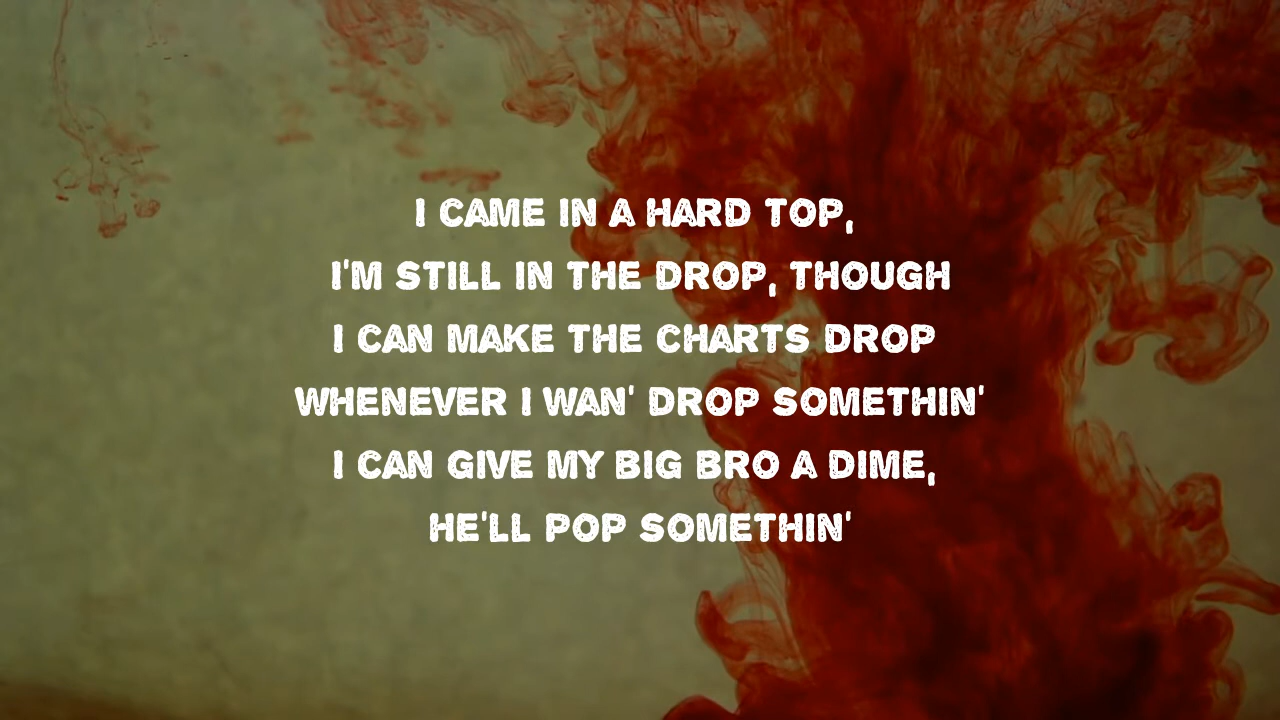 I CAME IN A HARD TOP,
I'M STILL IN THE DROP, THOUGH
I CAN MAKE THE CHARTS DROP
WHENEVER I WAN' DROP SOMETHIN'
I CAN GIVE MY BIG BRO A DIME,
HE'LL POP SOMETHIN'